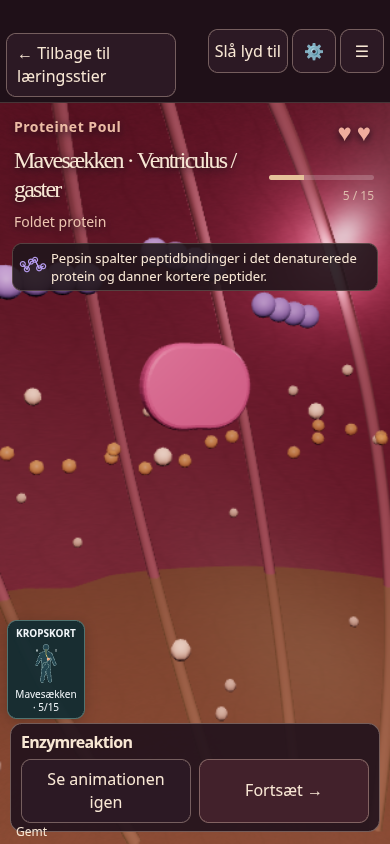 ← Tilbage til
læringsstier
Slå lyd til
Proteinet Poul
Mavesækken · Ventriculus /
gaster
5 / 15
Foldet protein
Pepsin spalter peptidbindinger i det denaturerede
protein og danner kortere peptider.
KROPSKORT
Mavesækken
· 5/15
Enzymreaktion
Se animationen
igen
Fortsæt →
Gemt